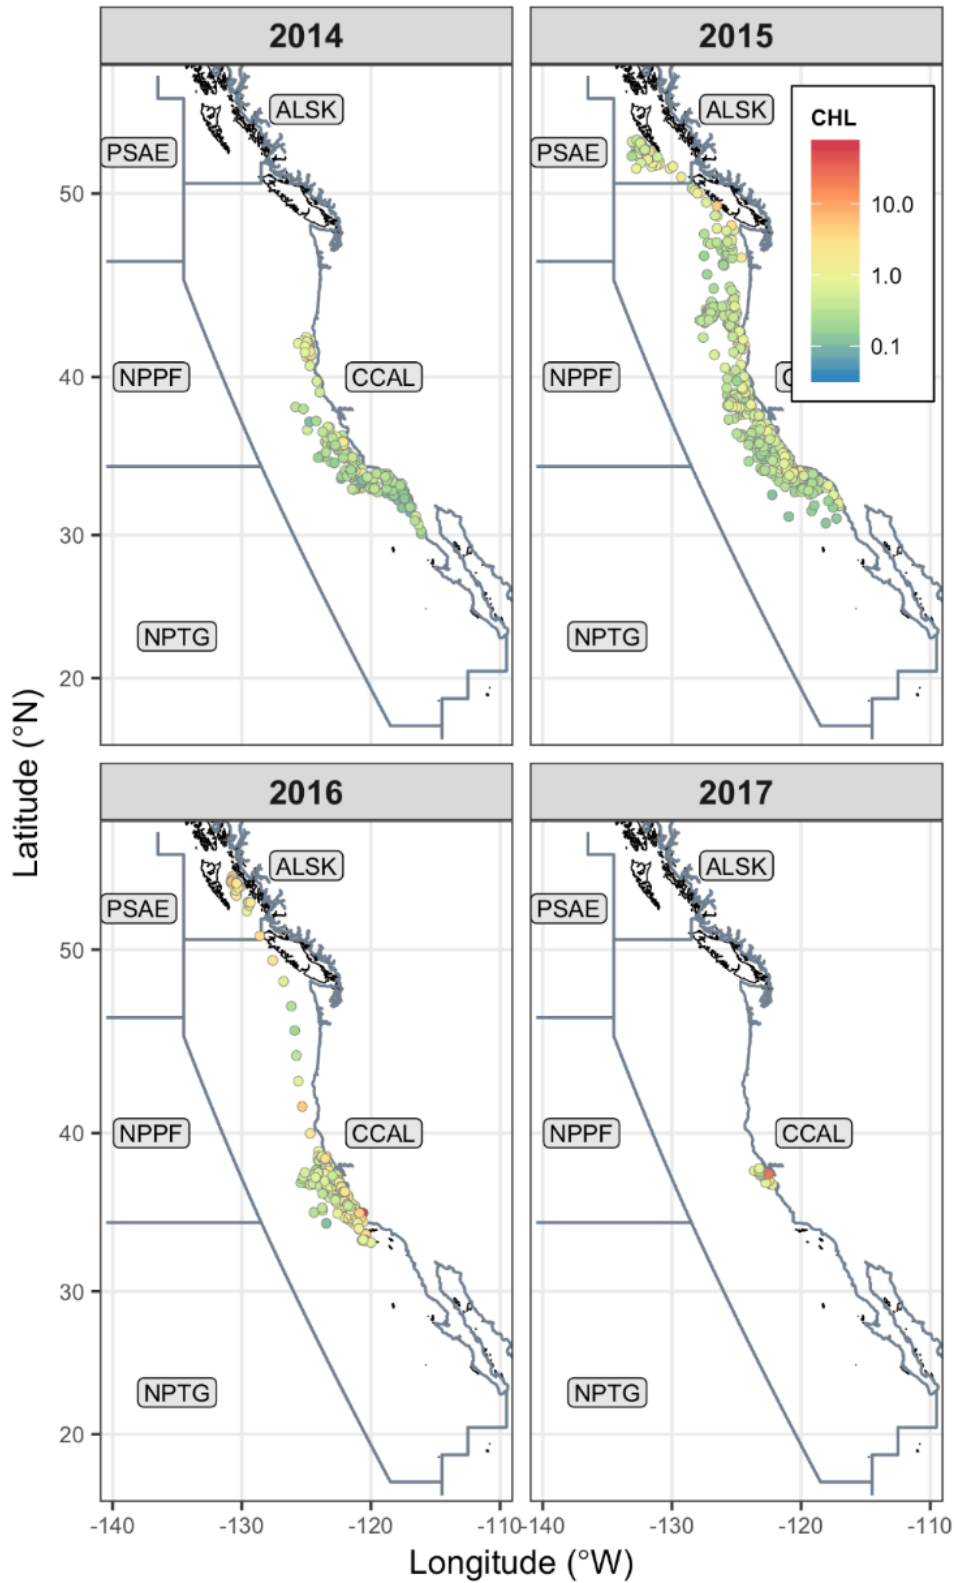 2014
2015
ALSK
ALSK
CHL
PSAE
PSAE
50
10.0
1.0
0.1
40
NPPF
CCAL
NPPF
C
30
NPTG
NPTG
20
Latitude (°N)
2016
2017
ALSK
ALSK
PSAE
PSAE
50
40
NPPF
CCAL
NPPF
CCAL
30
NPTG
NPTG
20
-140
-130
-120
-110
-140
-130
-120
-110
Longitude (°W)